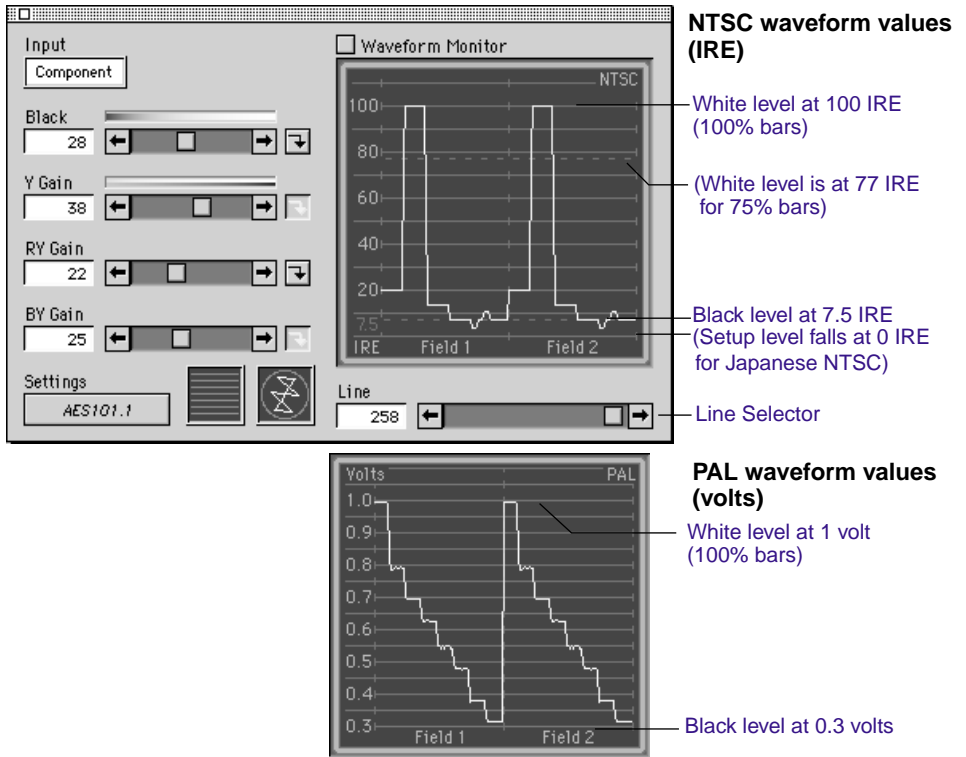 Input
Component
Black
28
Y Gain
38
RY Gain
22
BY Gain
25
Settings
AES101.1
Waveform Monitor
NTSC
100
80
60
40
20
7.5
IRE Field 1 Field 2
Line
258
NTSC waveform values
(IRE)
White level at 100 IRE
(100% bars)
(White level is at 77 IRE
for 75% bars)
Black level at 7.5 IRE
(Setup level falls at 0 IRE
for Japanese NTSC)
Line Selector
Volts PAL
1.0
0.9
0.8
0.7
0.6
0.5
0.4
0.3
Field 1 Field 2
PAL waveform values
(volts)
White level at 1 volt
(100% bars)
Black level at 0.3 volts